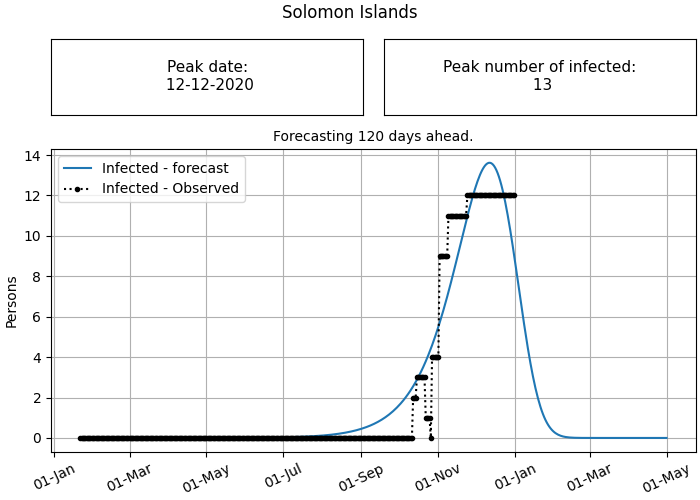 Solomon Islands
Peak date:
12-12-2020
Peak number of infected:
13
Forecasting 120 days ahead.
Infected - forecast
Infected - Observed
Persons
14
12
10
8
6
4
2
0
01-Jan
01-Mar
01-May
01-Jul
01-Sep
01-Nov
01-Jan
01-Mar
01-May